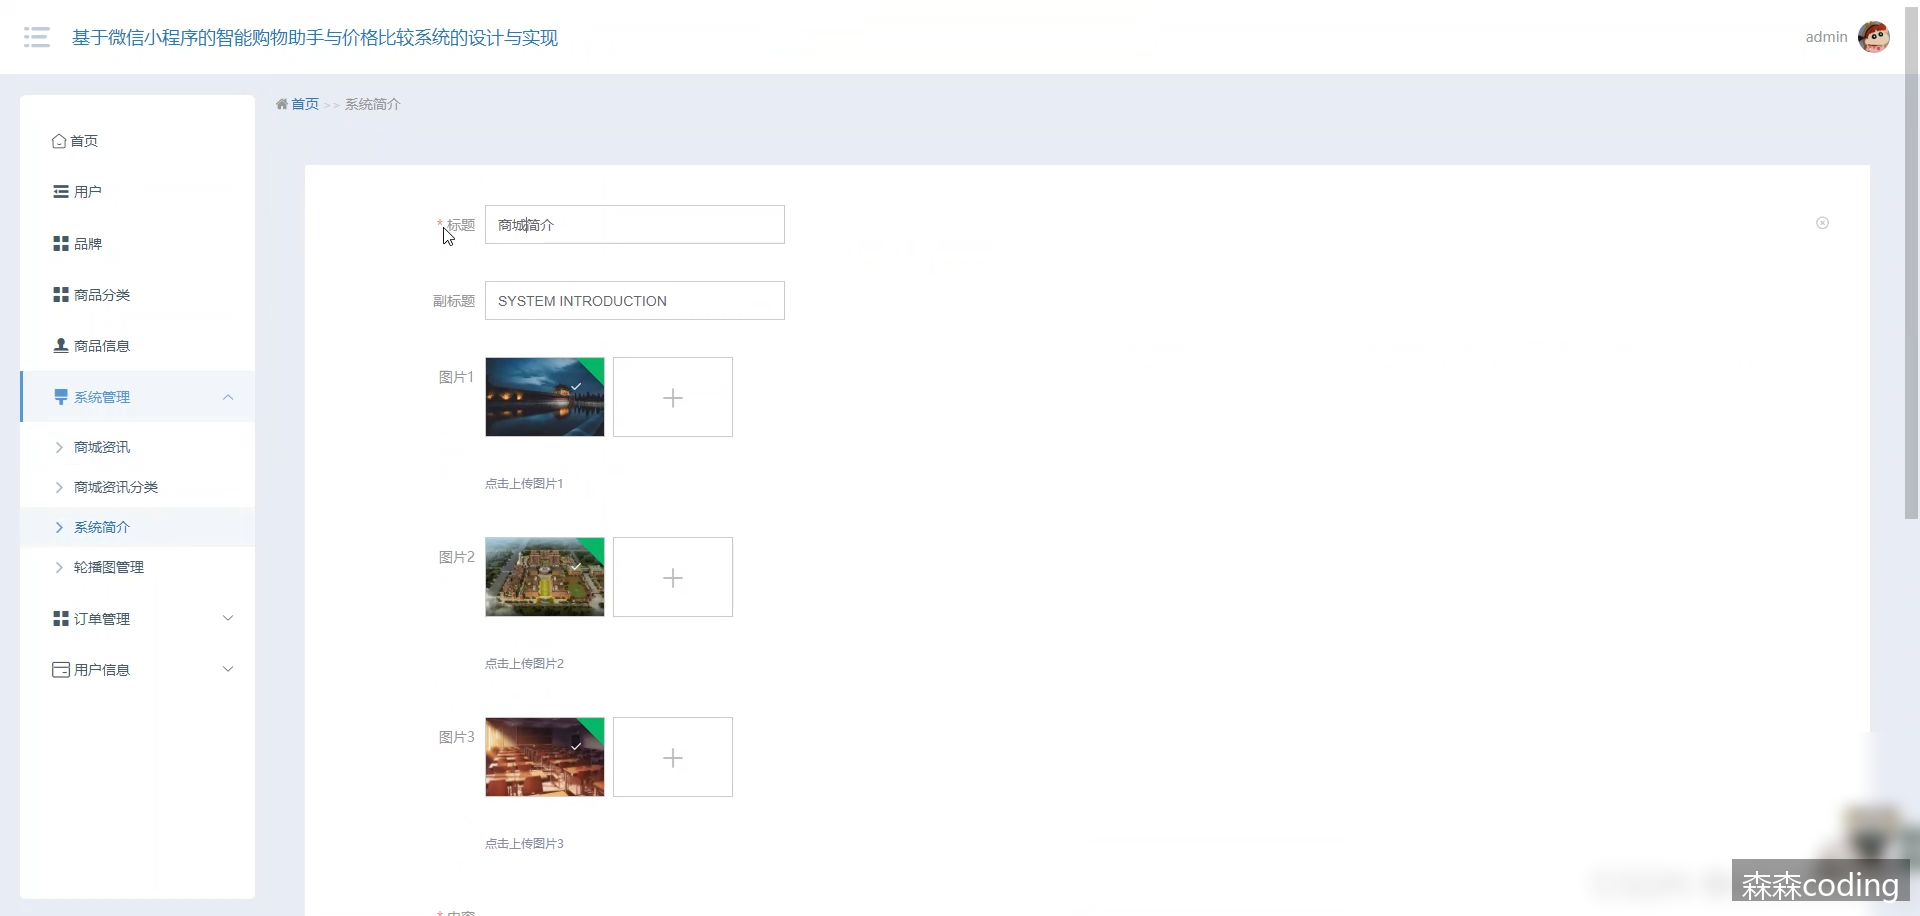 基于微信小程序的智能购物助手与价格比较系统的设计与实现
admin
首页 >> 系统简介
首页
用户
品牌
商品分类
商品信息
系统管理
商城资讯
商城资讯分类
系统简介
轮播图管理
订单管理
用户信息
* 标题
商城简介
副标题
SYSTEM INTRODUCTION
图片1
点击上传图片1
图片2
点击上传图片2
图片3
点击上传图片3
* 内容
森森coding